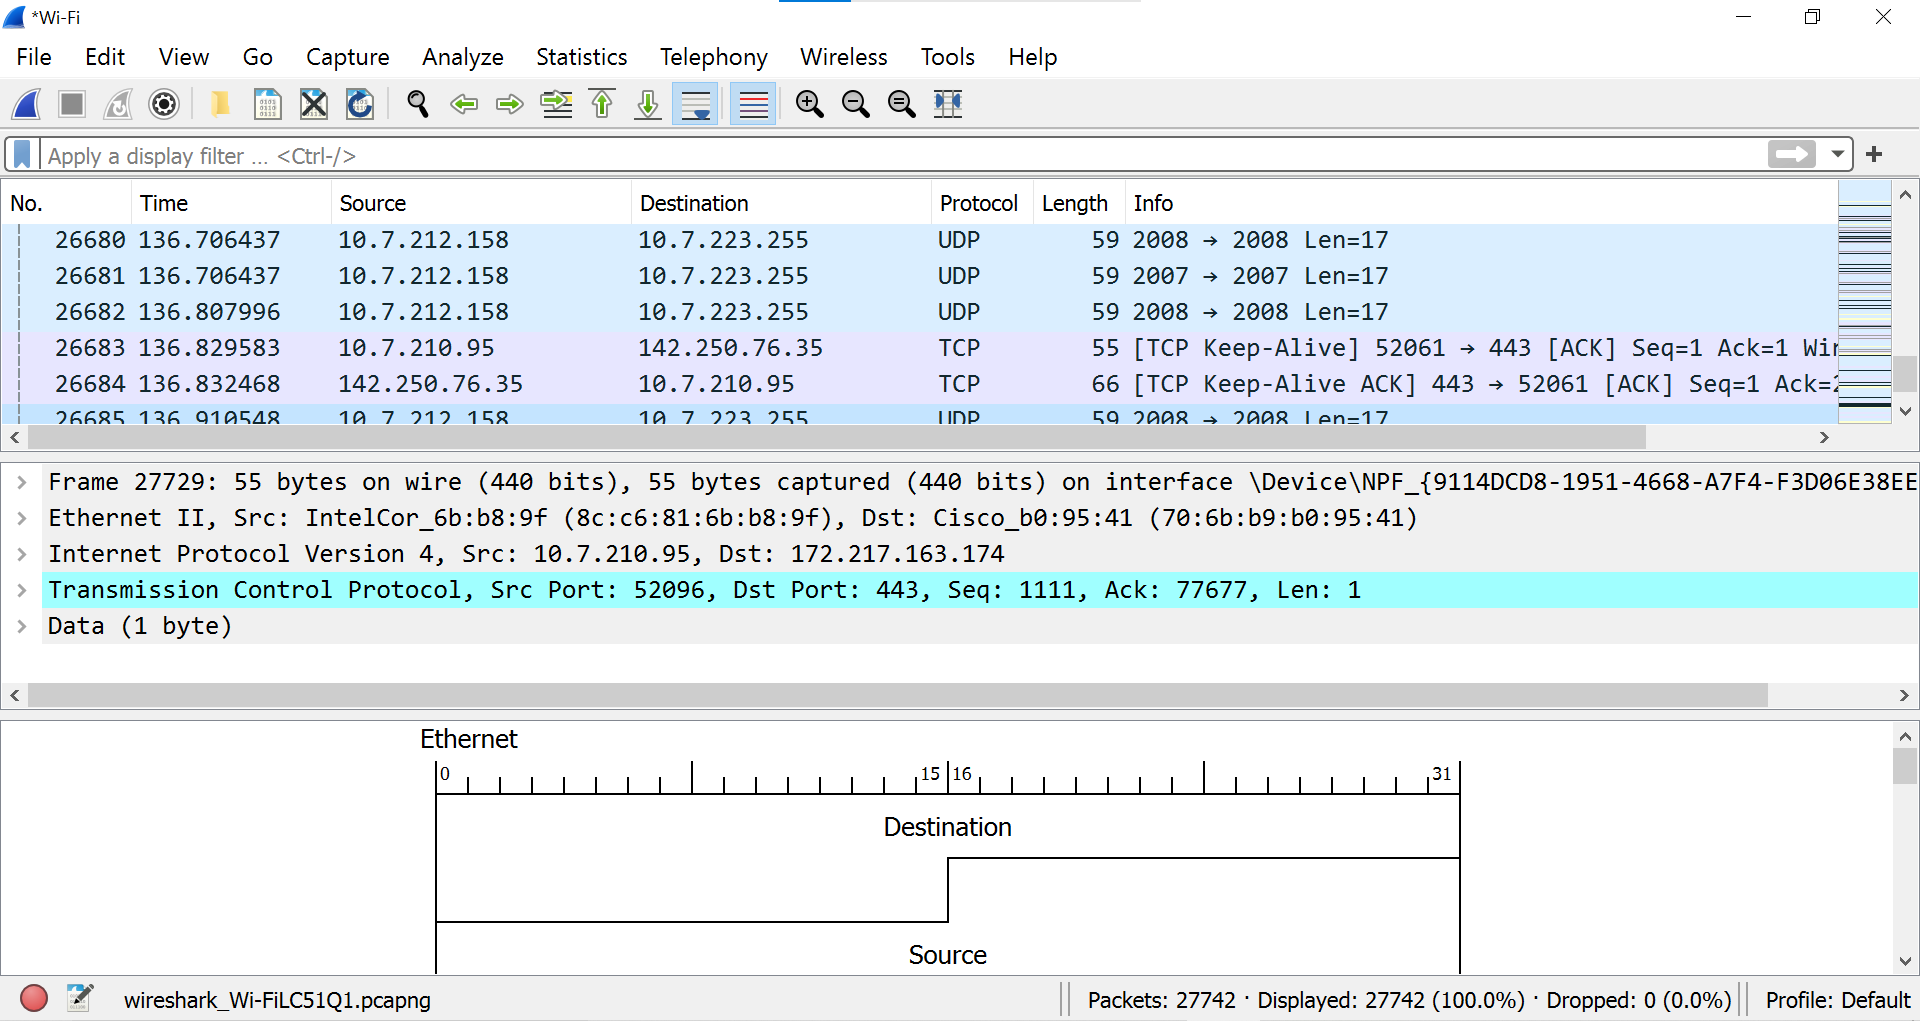 *Wi-Fi
File Edit View Go Capture Analyze Statistics Telephony Wireless Tools Help
Apply a display filter … <Ctrl-/>
No. Time Source Destination Protocol Length Info
26680 136.706437 10.7.212.158 10.7.223.255 UDP 59 2008 → 2008 Len=17
26681 136.706437 10.7.212.158 10.7.223.255 UDP 59 2007 → 2007 Len=17
26682 136.807996 10.7.212.158 10.7.223.255 UDP 59 2008 → 2008 Len=17
26683 136.829583 10.7.210.95 142.250.76.35 TCP 55 [TCP Keep-Alive] 52061 → 443 [ACK] Seq=1 Ack=1 Win
26684 136.832468 142.250.76.35 10.7.210.95 TCP 66 [TCP Keep-Alive ACK] 443 → 52061 [ACK] Seq=1 Ack=2
26685 136.910548 10.7.212.158 10.7.223.255 UDP 59 2008 → 2008 Len=17
Frame 27729: 55 bytes on wire (440 bits), 55 bytes captured (440 bits) on interface \Device\NPF_{9114DCD8-1951-4668-A7F4-F3D06E38EE
Ethernet II, Src: IntelCor_6b:b8:9f (8c:c6:81:6b:b8:9f), Dst: Cisco_b0:95:41 (70:6b:b9:b0:95:41)
Internet Protocol Version 4, Src: 10.7.210.95, Dst: 172.217.163.174
Transmission Control Protocol, Src Port: 52096, Dst Port: 443, Seq: 1111, Ack: 77677, Len: 1
Data (1 byte)
Ethernet
0 15 16 31
Destination
Source
wireshark_Wi-FiLC51Q1.pcapng Packets: 27742 · Displayed: 27742 (100.0%) · Dropped: 0 (0.0%) Profile: Default